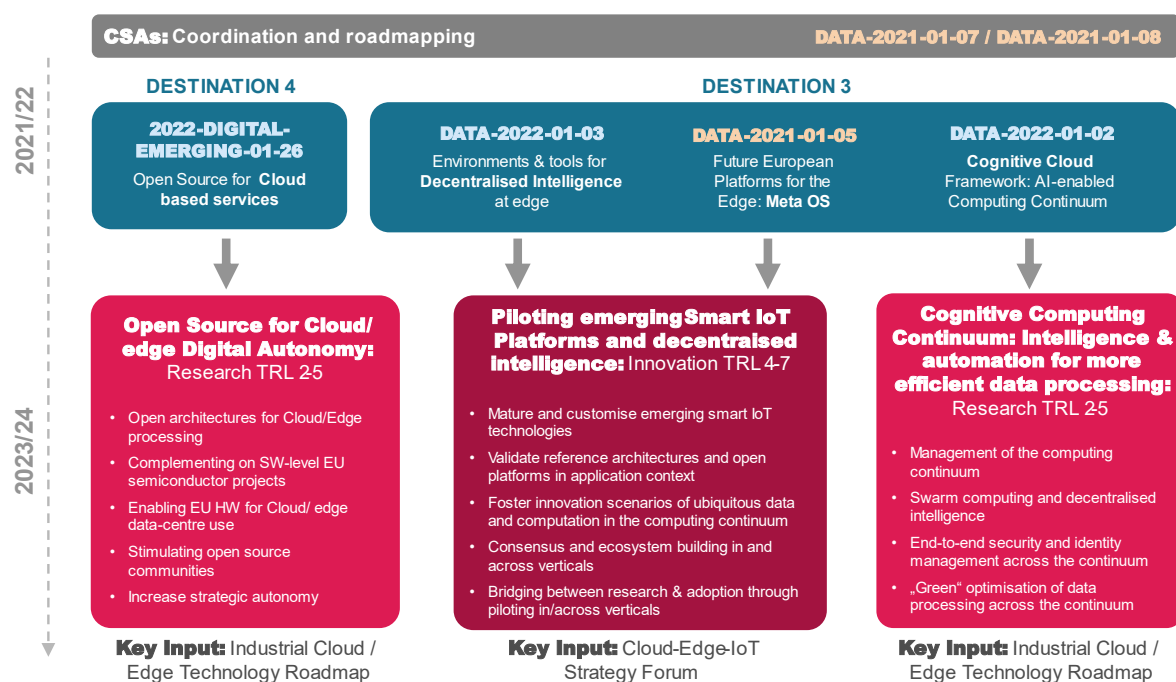 CSAs: Coordination and roadmapping
DATA-2021-01-07 / DATA-2021-01-08
2021/22
DESTINATION 4
2022-DIGITAL-
EMERGING-01-26
Open Source for Cloud
based services
DESTINATION 3
DATA-2022-01-03
Environments & tools for
Decentralised Intelligence
at edge
DATA-2021-01-05
Future European
Platforms for the
Edge: Meta OS
DATA-2022-01-02
Cognitive Cloud
Framework: AI-enabled
Computing Continuum
2023/24
Open Source for Cloud/
edge Digital Autonomy:
Research TRL 2-5
• Open architectures for Cloud/Edge
processing
• Complementing on SW-level EU
semiconductor projects
• Enabling EU HW for Cloud/ edge
data-centre use
• Stimulating open source
communities
• Increase strategic autonomy
Key Input: Industrial Cloud /
Edge Technology Roadmap
Piloting emerging Smart IoT
Platforms and decentralised
intelligence: Innovation TRL 4-7
• Mature and customise emerging smart IoT
technologies
• Validate reference architectures and open
platforms in application context
• Foster innovation scenarios of ubiquitous data
and computation in the computing continuum
• Consensus and ecosystem building in and
across verticals
• Bridging between research & adoption through
piloting in/across verticals
Key Input: Cloud-Edge-IoT
Strategy Forum
Cognitive Computing
Continuum: Intelligence &
automation for more
efficient data processing:
Research TRL 2-5
• Management of the computing
continuum
• Swarm computing and decentralised
intelligence
• End-to-end security and identity
management across the continuum
• „Green“ optimisation of data
processing across the continuum
Key Input: Industrial Cloud /
Edge Technology Roadmap